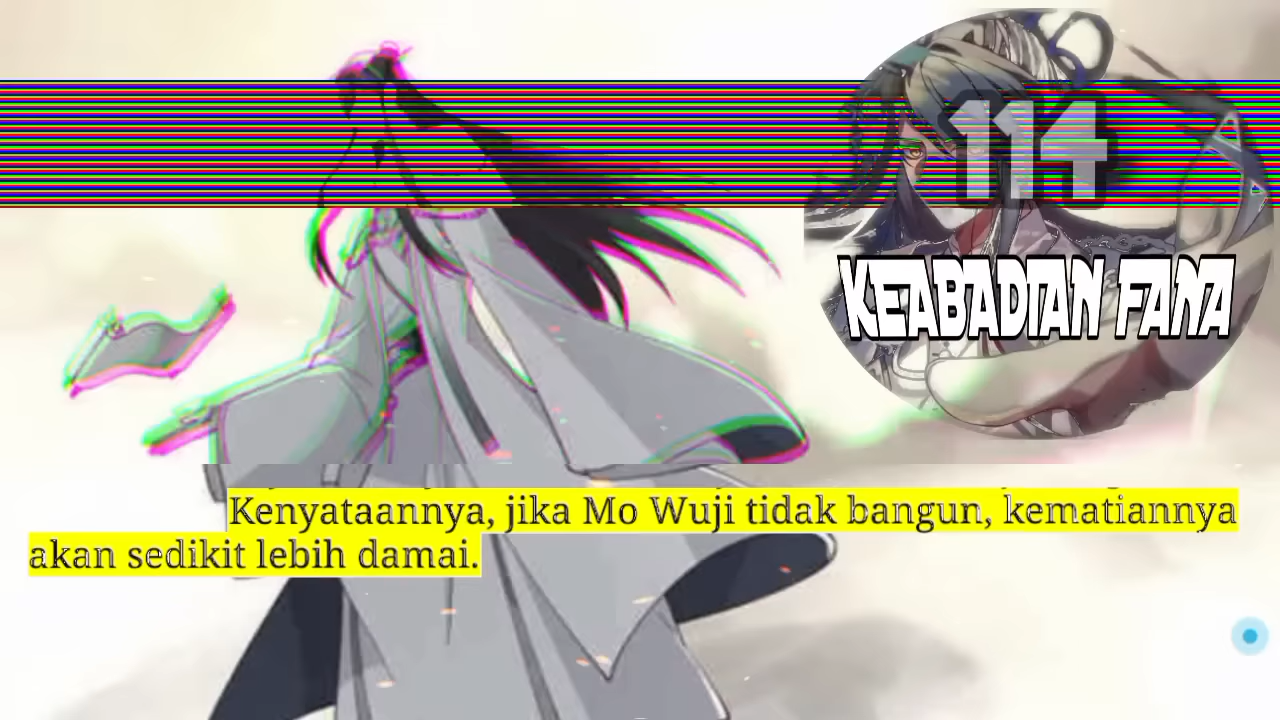 114
KEABADIAN FANA
Kenyataannya, jika Mo Wuji tidak bangun, kematiannya
akan sedikit lebih damai.